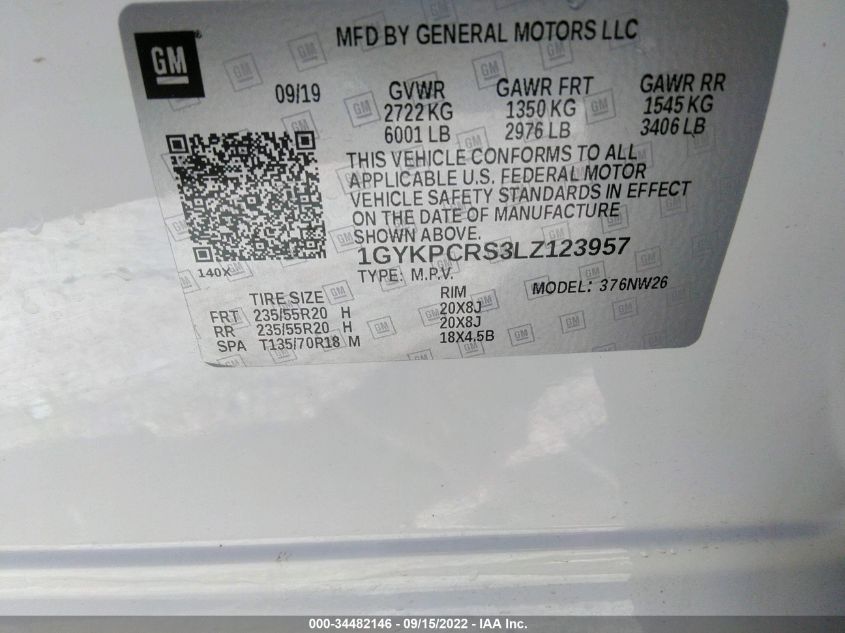 GM
MFD BY GENERAL MOTORS LLC
09/19
GVWR GAWR FRT GAWR RR
2722 KG 1350 KG 1545 KG
6001 LB 2976 LB 3406 LB
THIS VEHICLE CONFORMS TO ALL
APPLICABLE U.S. FEDERAL MOTOR
VEHICLE SAFETY STANDARDS IN EFFECT
ON THE DATE OF MANUFACTURE
SHOWN ABOVE.
1GYKPCRS3LZ123957
140X
TYPE: M.P.V.
MODEL: 376NW26
TIRE SIZE RIM
FRT 235/55R20 H 20X8J
RR 235/55R20 H 20X8J
SPA T135/70R18 M 18X4.5B
000-34482146 - 09/15/2022 - IAA Inc.